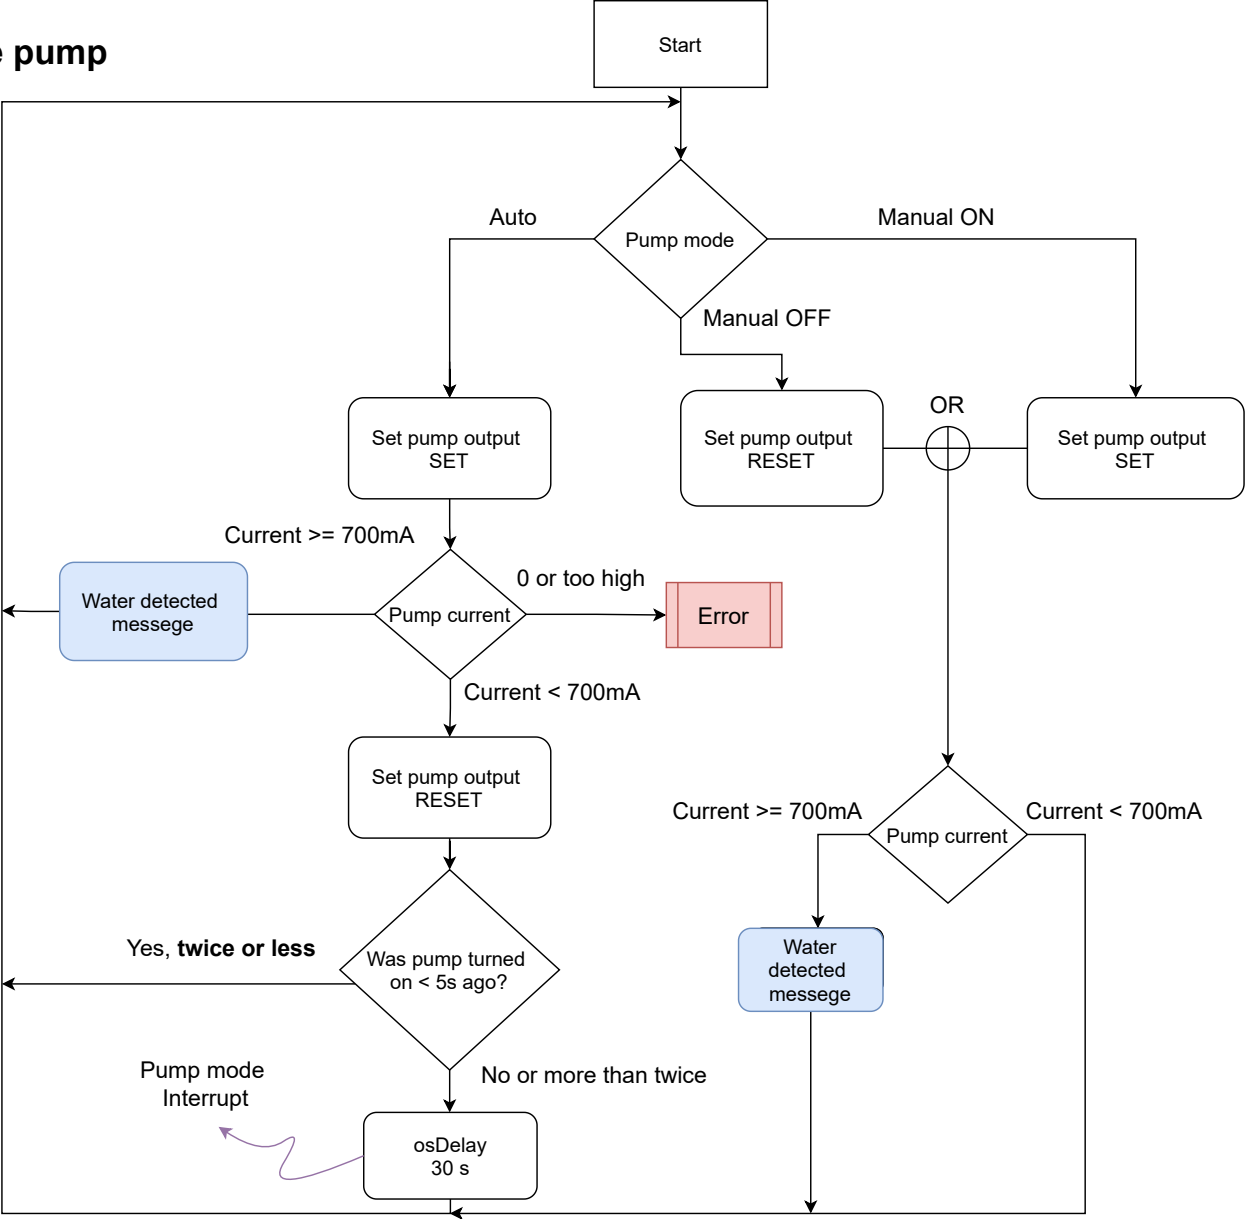 pump
Start
Auto
Manual ON
Pump mode
Manual OFF
OR
Set pump output
SET
Set pump output
RESET
Set pump output
SET
Current >= 700mA
0 or too high
Water detected
messege
Pump current
Error
Current < 700mA
Set pump output
RESET
Current >= 700mA
Current < 700mA
Pump current
Yes, twice or less
Was pump turned
on < 5s ago?
Water
detected
messege
Pump mode
Interrupt
No or more than twice
osDelay
30 s